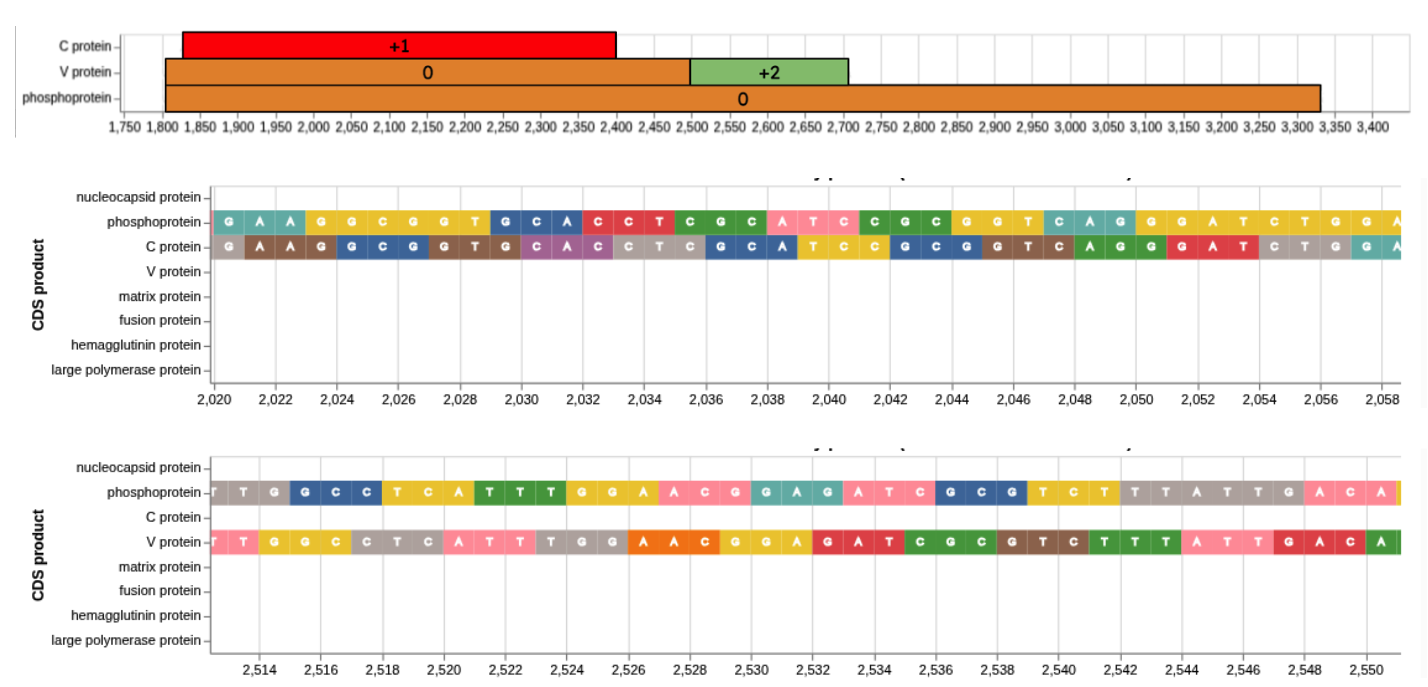 C protein
+1
V protein
0
+2
phosphoprotein
0
1,750 1,800 1,850 1,900 1,950 2,000 2,050 2,100 2,150 2,200 2,250 2,300 2,350 2,400 2,450 2,500 2,550 2,600 2,650 2,700 2,750 2,800 2,850 2,900 2,950 3,000 3,050 3,100 3,150 3,200 3,250 3,300 3,350 3,400
CDS product
nucleocapsid protein
phosphoprotein
G A A G G C G G T G C A C C T C G C A T C C G C G G T C A G G G A T C T G G A
C protein
G A A G G C G G T G C A C C T C G C A T C C G C G G T C A G G G A T C T G G A
V protein
matrix protein
fusion protein
hemagglutinin protein
large polymerase protein
2,020 2,022 2,024 2,026 2,028 2,030 2,032 2,034 2,036 2,038 2,040 2,042 2,044 2,046 2,048 2,050 2,052 2,054 2,056 2,058
CDS product
nucleocapsid protein
phosphoprotein
T T G G C C T C A T T T G G A A C G G A G A T C G C G T C T T T A T T G A C A
C protein
V protein
T T G G C C T C A T T T G G A A C G G A G A T C G C G T C T T T A T T G A C A
matrix protein
fusion protein
hemagglutinin protein
large polymerase protein
2,514 2,516 2,518 2,520 2,522 2,524 2,526 2,528 2,530 2,532 2,534 2,536 2,538 2,540 2,542 2,544 2,546 2,548 2,550